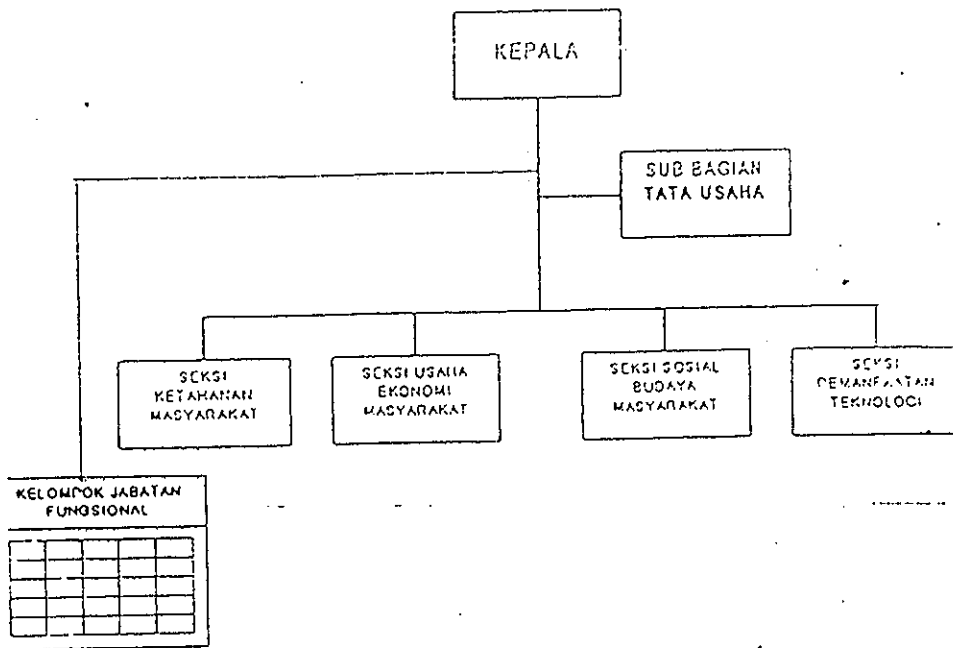 KEPALA
SUB BAGIAN
TATA USAHA
SEKSI
KETAHANAN
MASYARAKAT
SEKSI USAHA
EKONOMI
MASYARAKAT
SEKSI SOSIAL
BUDAYA
MASYARAKAT
SEKSI
PEMANFAATAN
TEKNOLOGI
KELOMPOK JABATAN
FUNGSIONAL